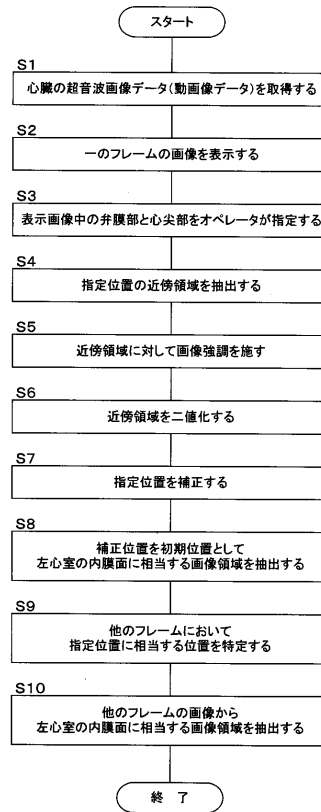 スタート
S1
心臓の超音波画像データ(動画像データ)を取得する
S2
一のフレームの画像を表示する
S3
表示画像中の弁膜部と心尖部をオペレータが指定する
S4
指定位置の近傍領域を抽出する
S5
近傍領域に対して画像強調を施す
S6
近傍領域を二値化する
S7
指定位置を補正する
S8
補正位置を初期位置として
左心室の内膜面に相当する画像領域を抽出する
S9
他のフレームにおいて
指定位置に相当する位置を特定する
S10
他のフレームの画像から
左心室の内膜面に相当する画像領域を抽出する
終 了